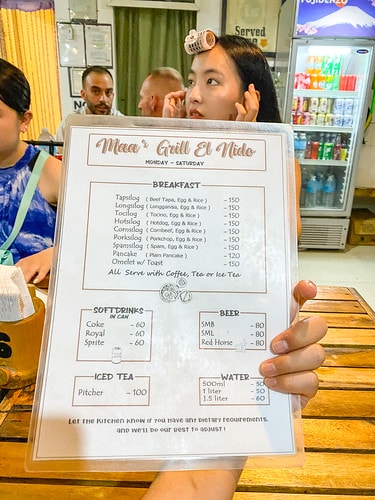 FUJIDENZO
Served
NO
Maa's Grill El Nido
MONDAY - SATURDAY
BREAKFAST
Tapsilog ( Beef Tapa, Egg & Rice ) - 150
Longsilog ( Longganisa, Egg & Rice ) - 150
Tocilog ( Tocino, Egg & Rice ) - 150
Hotsilog ( Hotdog, Egg & Rice ) - 150
Cornsilog ( Cornbeef, Egg & Rice ) - 150
Porksilog ( Porkchop, Egg & Rice ) - 150
Spamsilog ( Spam, Egg & Rice ) - 150
Pancake ( Plain Pancake ) - 120
Omelet w/ Toast - 150
All Serve with Coffee, Tea or Ice Tea
SOFTDRINKS
IN CAN
Coke - 60
Royal - 60
Sprite - 60
BEER
SMB - 80
SML - 80
Red Horse - 80
ICED TEA
Pitcher - 100
WATER
500ml - 30
1 liter - 50
1.5 liter - 60
Let the Kitchen know if you have any dietary requirements,
and we'll do our best to adjust !